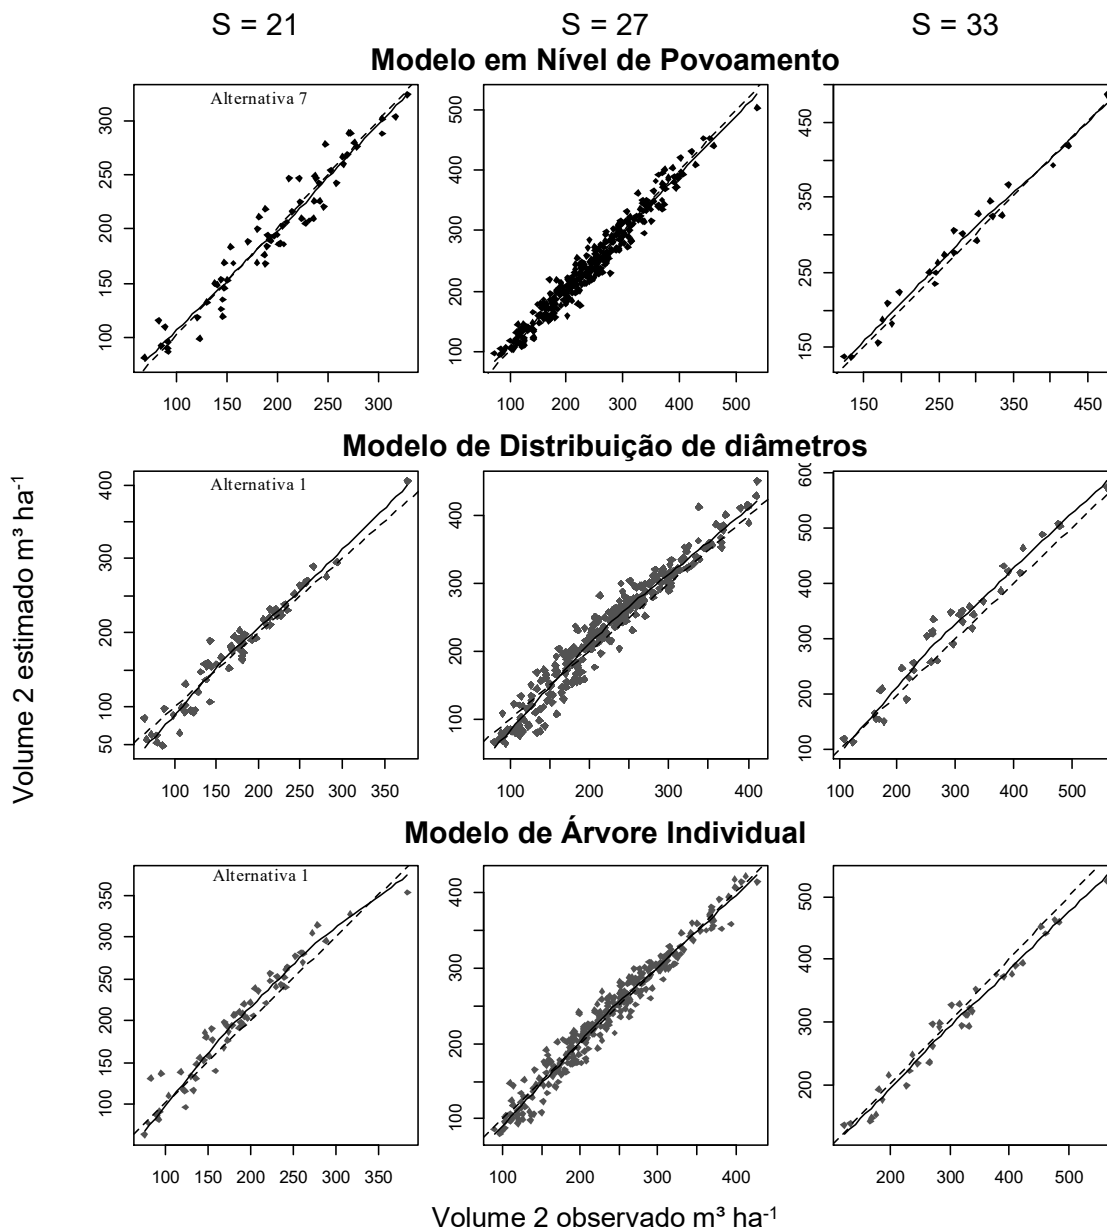 S = 21 S = 27 S = 33
Modelo em Nível de Povoamento
Alternativa 7
100 150 200 250 300
100 150 200 250 300
100 200 300 400 500
100 200 300 400 500
150 250 350 450
150 250 450
Modelo de Distribuição de diâmetros
Alternativa 1
50 100 200 300 400
100 150 200 250 300 350
100 200 300 400
100 150 200 250 300 350 400
100 200 300 400 500
100 200 300 400 500
Volume 2 estimado m³ ha-1
Modelo de Árvore Individual
Alternativa 1
100 150 200 250 300 350
100 150 200 250 300 350
100 200 300 400
100 200 300 400
200 300 400 500
200 300 400 500
Volume 2 observado m³ ha-1